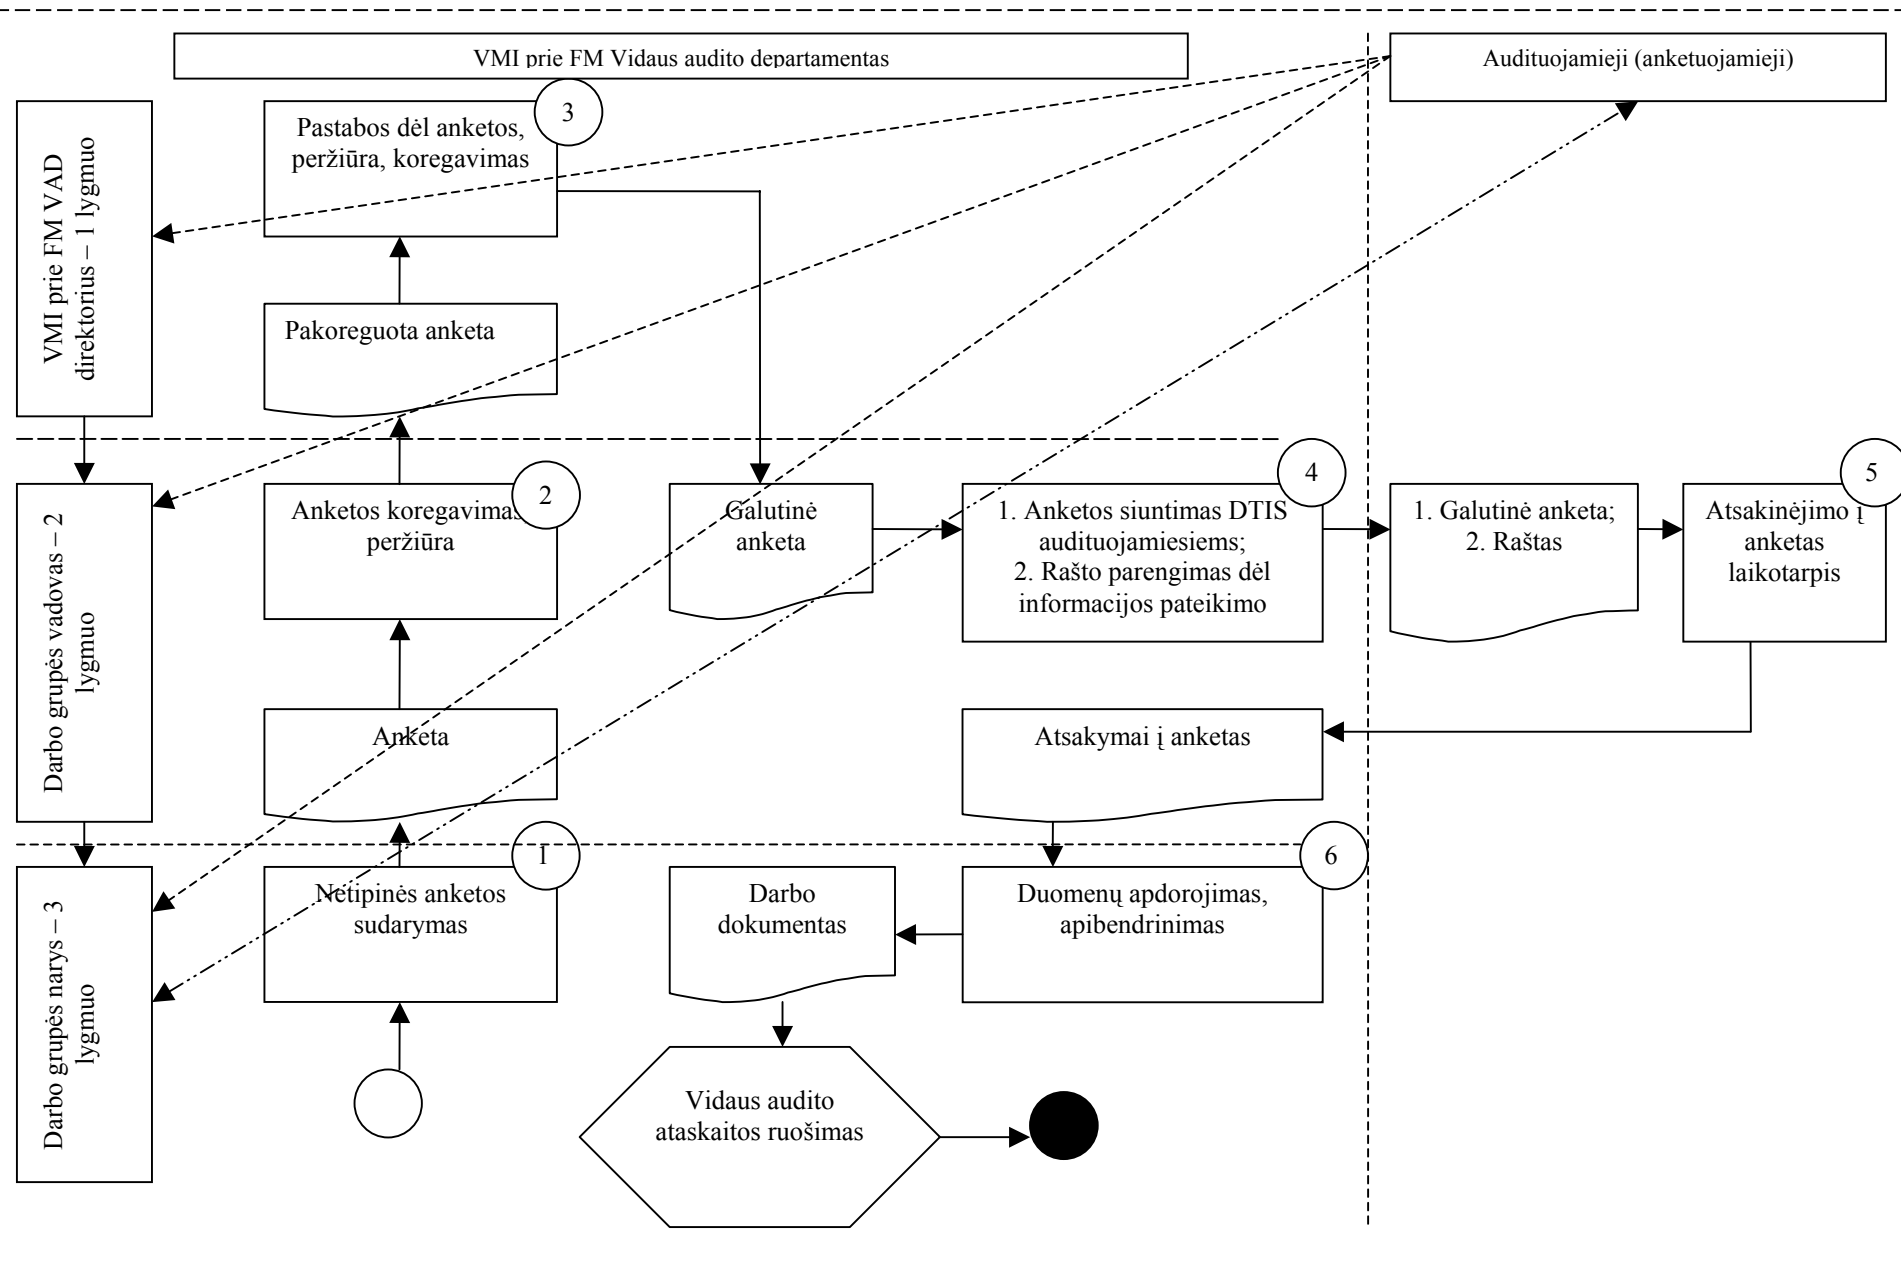 VMI prie FM Vidaus audito departamentas
Audituojamieji (anketuojamieji)
VMI prie FM VAD
direktorius – 1 lygmuo
3
Pastabos dėl anketos,
peržiūra, koregavimas
Pakoreguota anketa
Darbo grupės vadovas – 2
lygmuo
2
Anketos koregavimas
peržiūra
Galutinė
anketa
4
1. Anketos siuntimas DTIS
audituojamiesiems;
2. Rašto parengimas dėl
informacijos pateikimo
1. Galutinė anketa;
2. Raštas
5
Atsakinėjimo į
anketas
laikotarpis
Anketa
Atsakymai į anketas
Darbo grupės narys – 3
lygmuo
1
Netipinės anketos
sudarymas
Darbo
dokumentas
6
Duomenų apdorojimas,
apibendrinimas
Vidaus audito
ataskaitos ruošimas